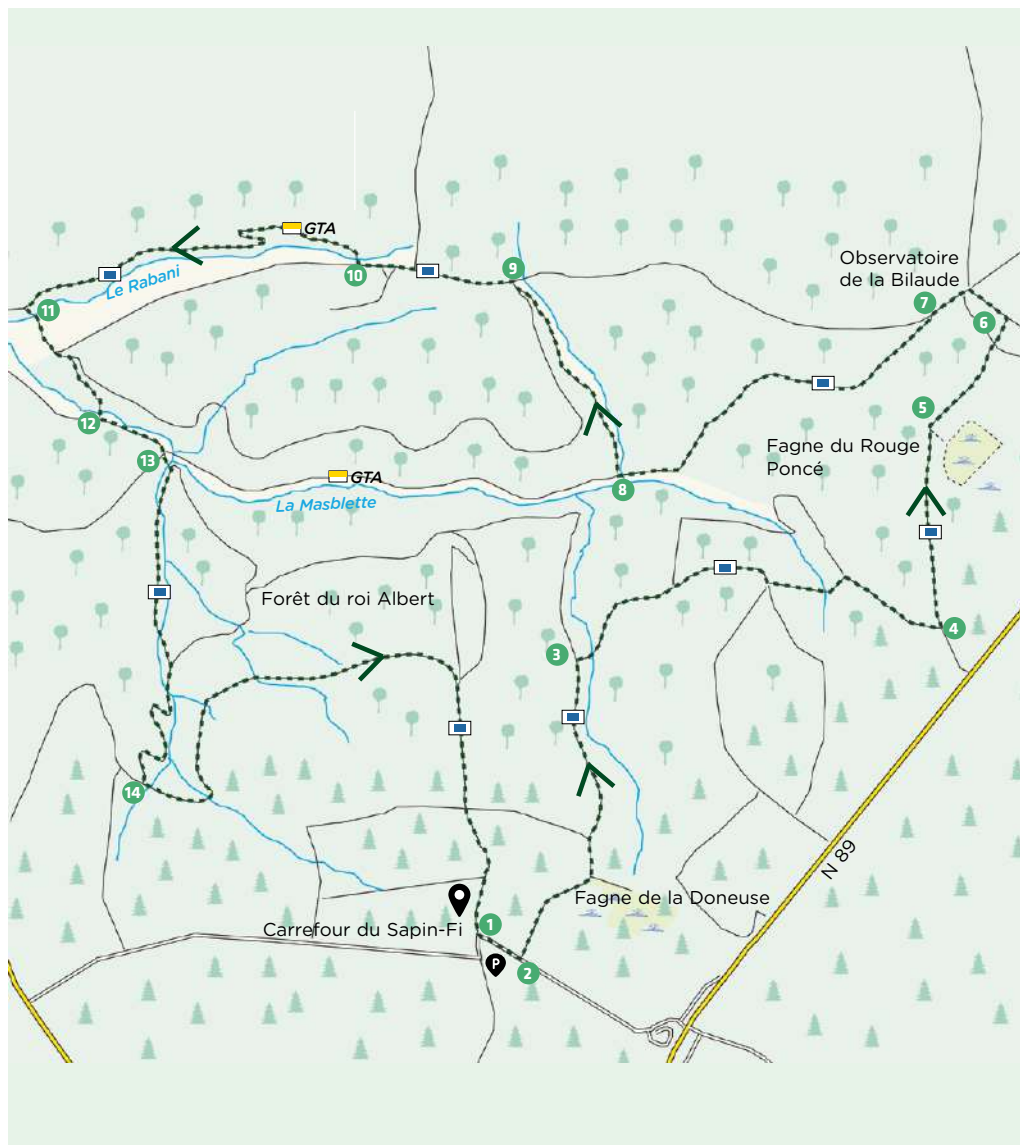 GTA
Le Rabani
10
9
Observatoire
de la Bilaude
7
6
11
12
13
5
Fagne du Rouge
Poncé
GTA
La Masblette
8
Forêt du roi Albert
3
4
14
N 89
Fagne de la Doneuse
Carrefour du Sapin-Fi
1
P
2